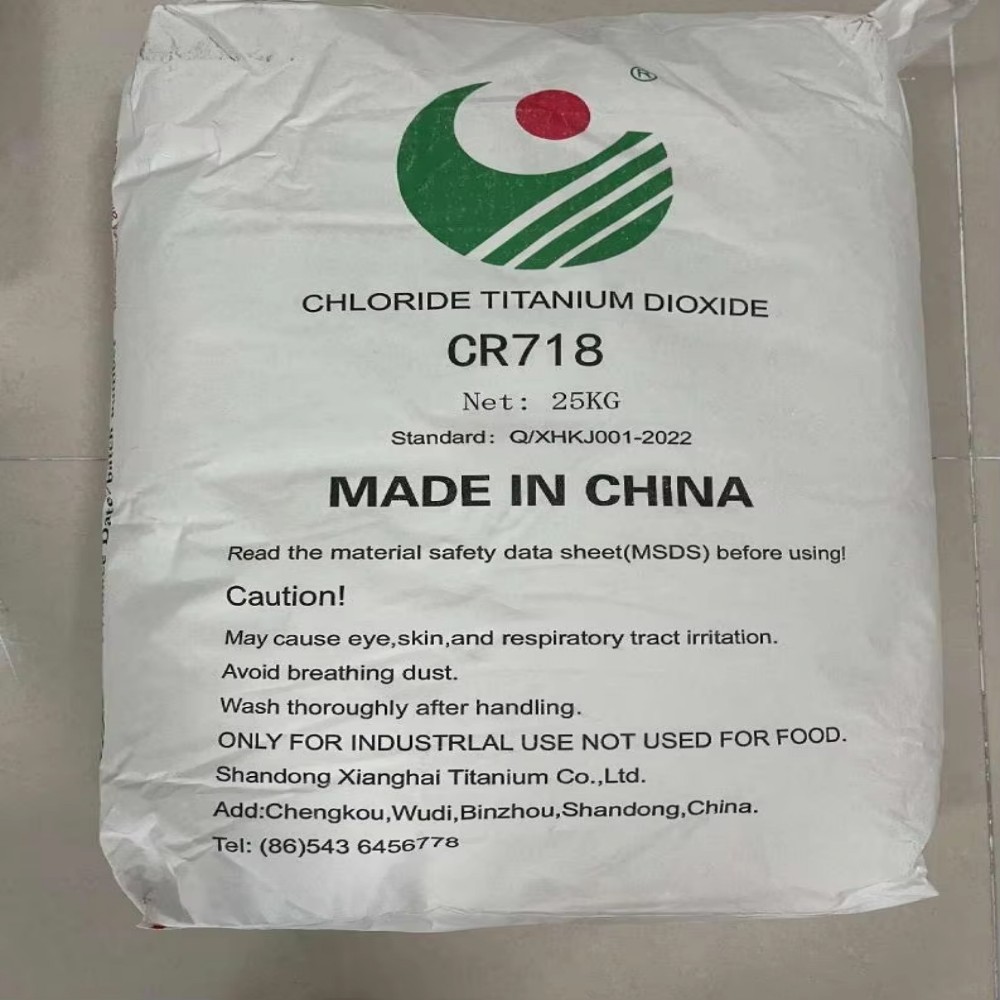 ®
CHLORIDE TITANIUM DIOXIDE
CR718
Net: 25KG
Standard: Q/XHKJ001-2022
MADE IN CHINA
Read the material safety data sheet(MSDS) before using!
Caution!
May cause eye,skin,and respiratory tract irritation.
Avoid breathing dust.
Wash thoroughly after handling.
ONLY FOR INDUSTRLAL USE NOT USED FOR FOOD.
Shandong Xianghai Titanium Co.,Ltd.
Add:Chengkou,Wudi,Binzhou,Shandong,China.
Tel: (86)543 6456778